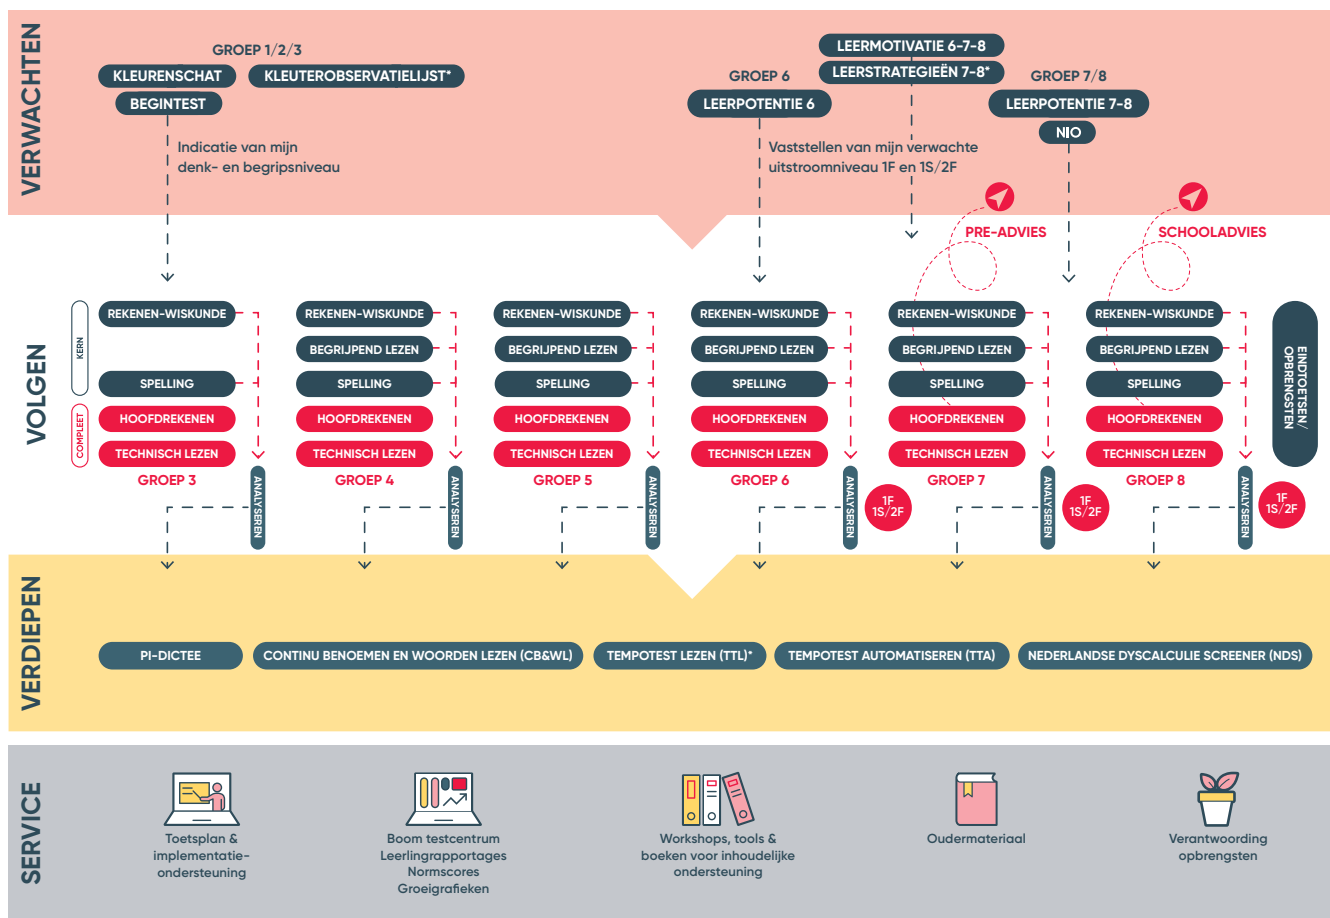 VERWACHTEN
GROEP 1/2/3
KLEURENSCHAT
KLEUTEROBSERVATIELIJST*
BEGINTEST
Indicatie van mijn
denk- en begripsniveau
GROEP 6
LEERPOTENTIE 6
LEERMOTIVATIE 6-7-8
LEERSTRATEGIEËN 7-8*
GROEP 7/8
LEERPOTENTIE 7-8
NIO
Vaststellen van mijn verwachte
uitstroomniveau 1F en 1S/2F
PRE-ADVIES
SCHOOLADVIES
VOLGEN
KERN
COMPLEET
REKENEN-WISKUNDE
SPELLING
HOOFDREKENEN
TECHNISCH LEZEN
GROEP 3
ANALYSEREN
REKENEN-WISKUNDE
BEGRIJPEND LEZEN
SPELLING
HOOFDREKENEN
TECHNISCH LEZEN
GROEP 4
ANALYSEREN
REKENEN-WISKUNDE
BEGRIJPEND LEZEN
SPELLING
HOOFDREKENEN
TECHNISCH LEZEN
GROEP 5
ANALYSEREN
REKENEN-WISKUNDE
BEGRIJPEND LEZEN
SPELLING
HOOFDREKENEN
TECHNISCH LEZEN
GROEP 6
ANALYSEREN
1F
1S/2F
REKENEN-WISKUNDE
BEGRIJPEND LEZEN
SPELLING
HOOFDREKENEN
TECHNISCH LEZEN
GROEP 7
ANALYSEREN
1F
1S/2F
REKENEN-WISKUNDE
BEGRIJPEND LEZEN
SPELLING
HOOFDREKENEN
TECHNISCH LEZEN
GROEP 8
ANALYSEREN
1F
1S/2F
EINDTOETSEN/
OPBRENGSTEN
VERDIEPEN
PI-DICTEE
CONTINU BENOEMEN EN WOORDEN LEZEN (CB&WL)
TEMPOTEST LEZEN (TTL)*
TEMPOTEST AUTOMATISEREN (TTA)
NEDERLANDSE DYSCALCULIE SCREENER (NDS)
SERVICE
Toetsplan &
implementatie-
ondersteuning
Boom testcentrum
Leerlingrapportages
Normscores
Groeigrafieken
Workshops, tools &
boeken voor inhoudelijke
ondersteuning
Oudermateriaal
Verantwoording
opbrengsten